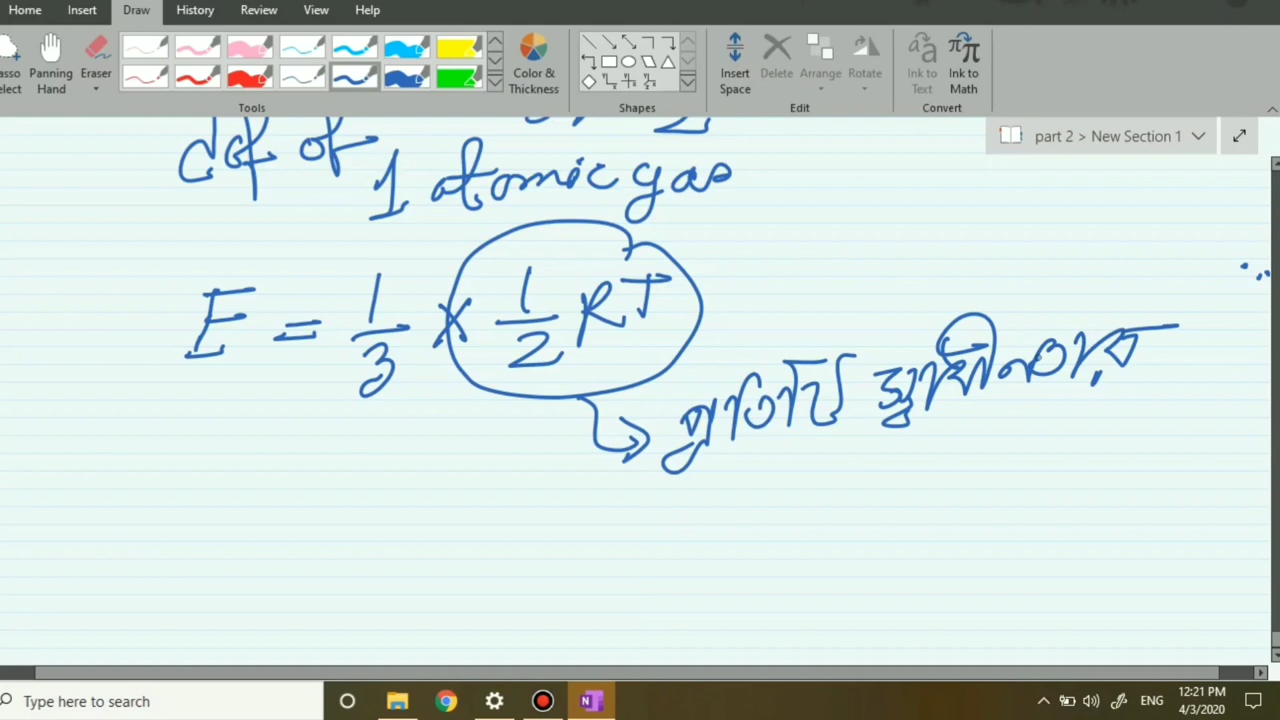 Home Insert Draw History Review View Help
Panning Hand
Eraser
Color & Thickness
Insert Space
Delete
Arrange
Rotate
Ink to Text
Ink to Math
Tools
Shapes
Edit
Convert
part 2 > New Section 1
of
1 atomic gas
E = 1/3 × 1/2 RT
প্রতিটি স্বাধীনতার
Type here to search
ENG
12:21 PM
4/3/2020